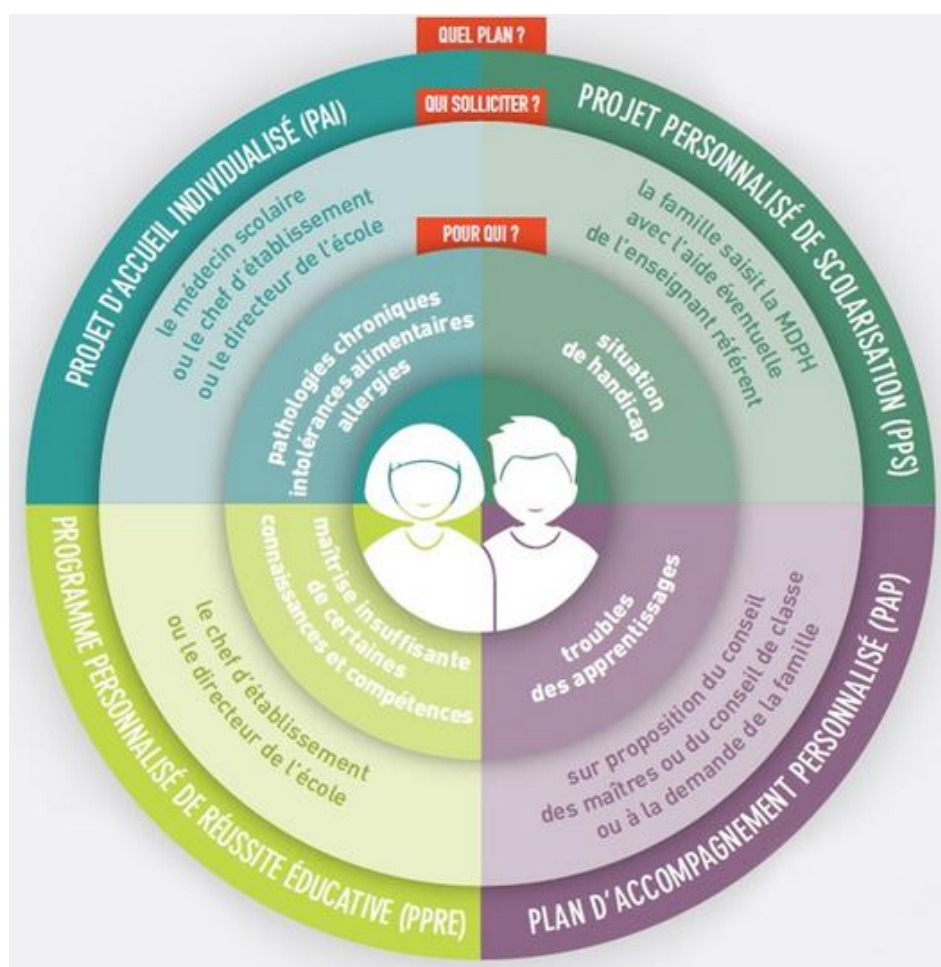 QUEL PLAN ?
QUI SOLLICITER ?
POUR QUI ?
PROJET D'ACCUEIL INDIVIDUALISÉ (PAI)
le médecin scolaire
ou le chef d'établissement
ou le directeur de l'école
pathologies chroniques
intolérances alimentaires
allergies
PROJET PERSONNALISÉ DE SCOLARISATION (PPS)
la famille saisit la MDPH
avec l'aide éventuelle
de l'enseignant référent
situation
de handicap
PROGRAMME PERSONNALISÉ DE RÉUSSITE ÉDUCATIVE (PPRE)
le chef d'établissement
ou le directeur de l'école
maîtrise insuffisante
de certaines
connaissances et compétences
PLAN D'ACCOMPAGNEMENT PERSONNALISÉ (PAP)
sur proposition du conseil
des maîtres ou du conseil de classe
ou à la demande de la famille
troubles
des apprentissages